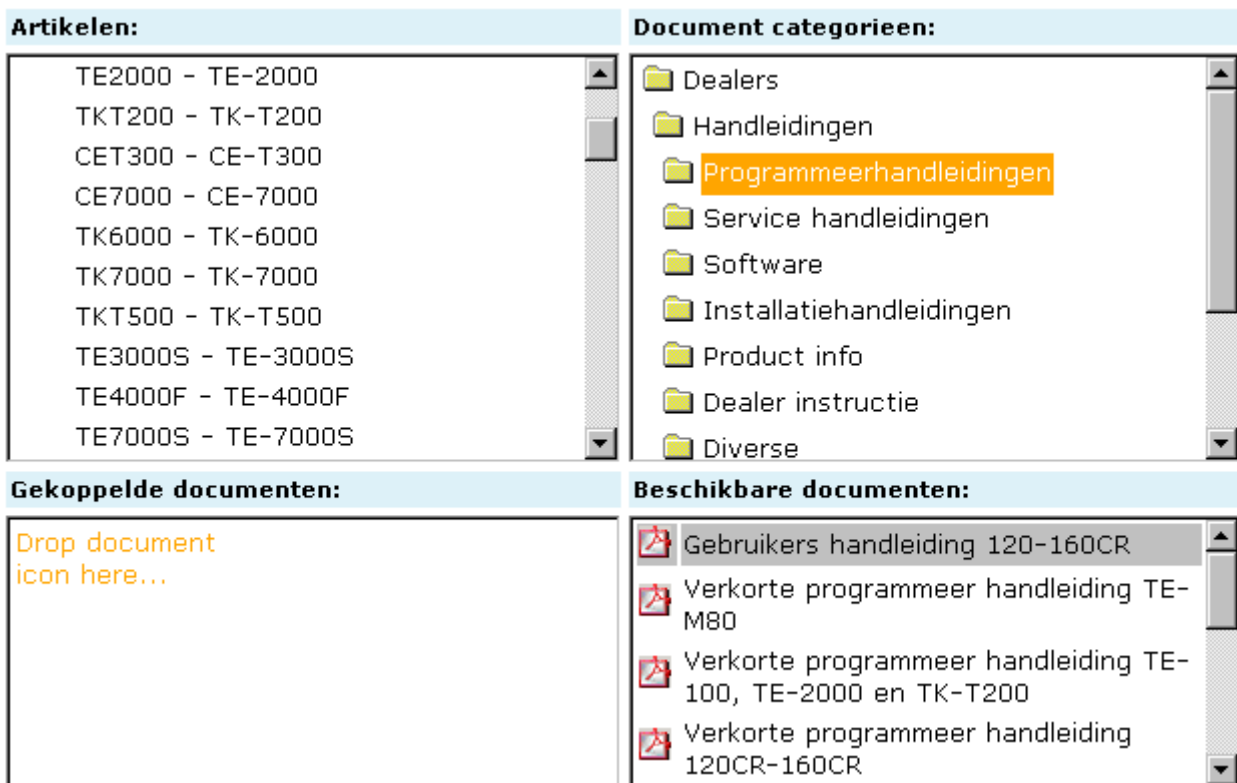 Artikelen:
TE2000 - TE-2000
TKT200 - TK-T200
CET300 - CE-T300
CE7000 - CE-7000
TK6000 - TK-6000
TK7000 - TK-7000
TKT500 - TK-T500
TE3000S - TE-3000S
TE4000F - TE-4000F
TE7000S - TE-7000S
Document categorieen:
Dealers
Handleidingen
Programmeerhandleidingen
Service handleidingen
Software
Installatiehandleidingen
Product info
Dealer instructie
Diverse
Gekoppelde documenten:
Drop document
icon here...
Beschikbare documenten:
Gebruikers handleiding 120-160CR
Verkorte programmeer handleiding TE-
M80
Verkorte programmeer handleiding TE-
100, TE-2000 en TK-T200
Verkorte programmeer handleiding
120CR-160CR